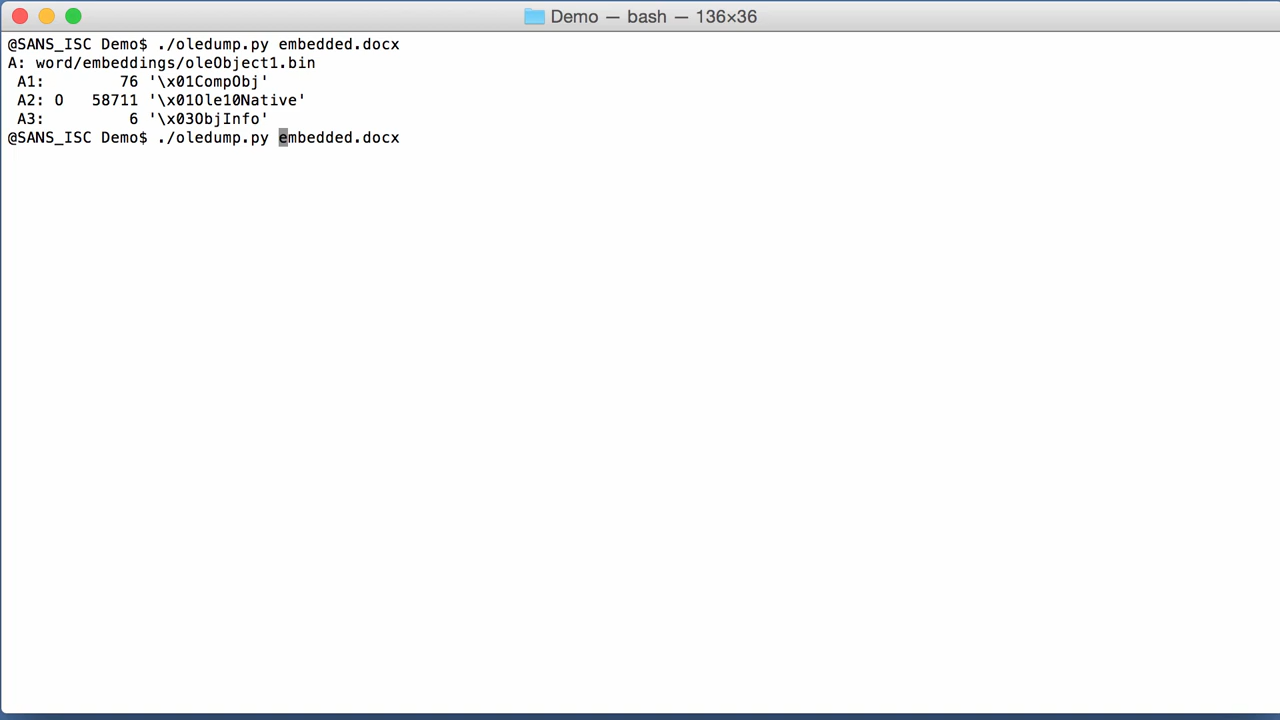 Demo — bash — 136×36
@SANS_ISC Demo$ ./oledump.py embedded.docx
A: word/embeddings/oleObject1.bin
 A1:        76 '\x01CompObj'
 A2: O   58711 '\x01Ole10Native'
 A3:         6 '\x03ObjInfo'
@SANS_ISC Demo$ ./oledump.py embedded.docx